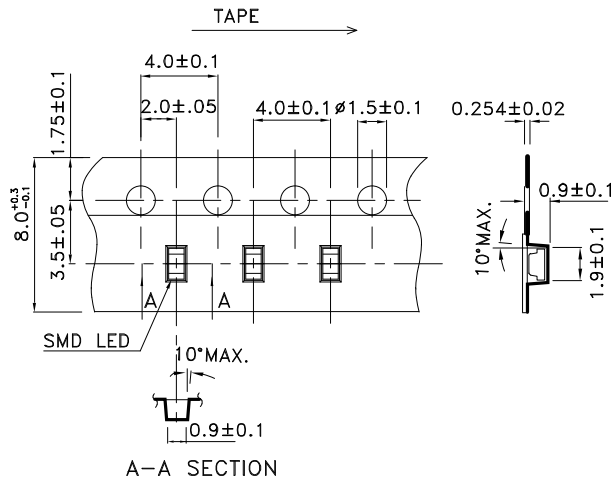 TAPE
4.0±0.1
2.0±.05
4.0±0.1
ø1.5±0.1
0.254±0.02
1.75±0.1
8.0+0.3-0.1
3.5±.05
0.9±0.1
10°MAX.
1.9±0.1
A
A
SMD LED
10°MAX.
0.9±0.1
A-A SECTION